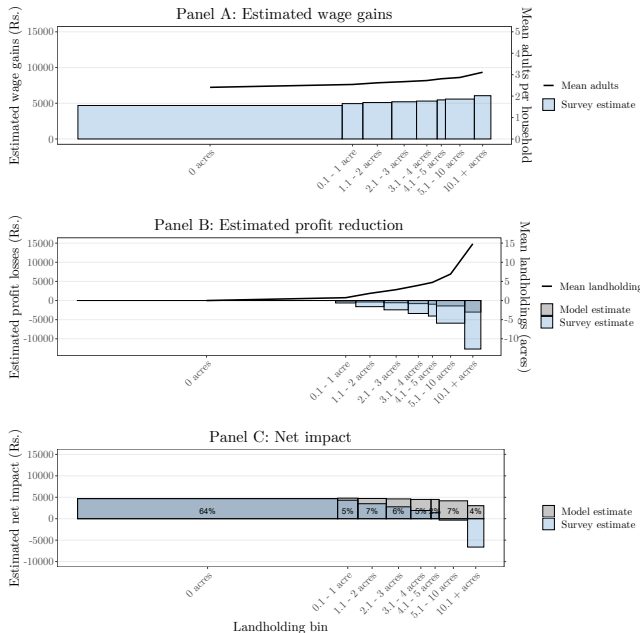 Panel A: Estimated wage gains
Estimated wage gains (Rs.)
15000
10000
5000
0
5
4
3
2
1
0
Mean adults per household
Mean adults
Survey estimate
0 acres
0.1 - 1 acre
1.1 - 2 acres
2.1 - 3 acres
3.1 - 4 acres
4.1 - 5 acres
5.1 - 10 acres
10.1 + acres
Panel B: Estimated profit reduction
Estimated profit losses (Rs.)
15000
10000
5000
0
-5000
-10000
15
10
5
0
-5
-10
Mean landholdings (acres)
Mean landholding
Model estimate
Survey estimate
0 acres
0.1 - 1 acre
1.1 - 2 acres
2.1 - 3 acres
3.1 - 4 acres
4.1 - 5 acres
5.1 - 10 acres
10.1 + acres
Panel C: Net impact
Estimated net impact (Rs.)
15000
10000
5000
0
-5000
-10000
64%
5%
7%
6%
5%
7%
4%
Model estimate
Survey estimate
0 acres
0.1 - 1 acre
1.1 - 2 acres
2.1 - 3 acres
3.1 - 4 acres
4.1 - 5 acres
5.1 - 10 acres
10.1 + acres
Landholding bin